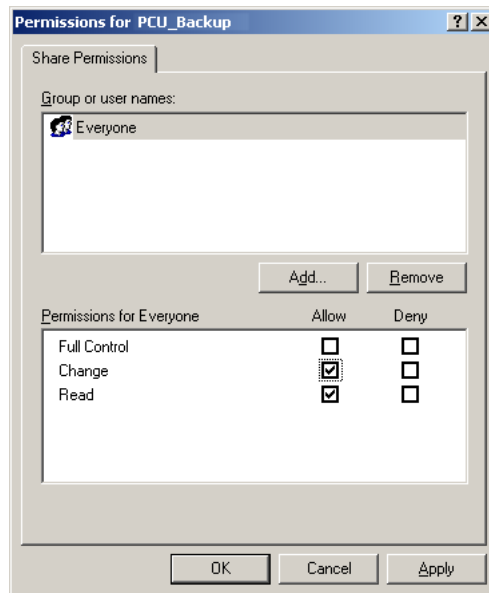 Permissions for PCU_Backup
Share Permissions
Group or user names:
Everyone
Add... Remove
Permissions for Everyone Allow Deny
Full Control
Change
Read
OK Cancel Apply